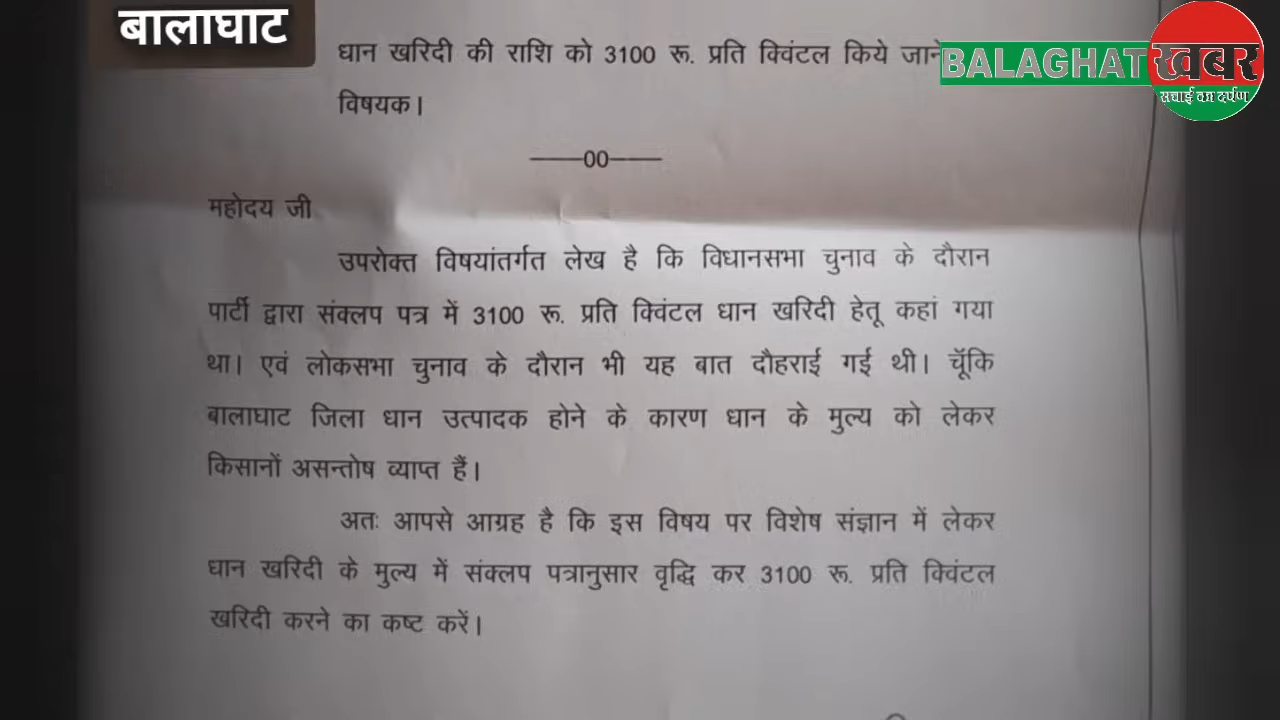 बालाघाट
BALAGHAT खबर
सच्चाई का दर्पण
धान खरिदी की राशि को 3100 रू. प्रति क्विंटल किये जाने
विषयक।
——00——
महोदय जी
उपरोक्त विषयांतर्गत लेख है कि विधानसभा चुनाव के दौरान
पार्टी द्वारा संक्लप पत्र में 3100 रू. प्रति क्विंटल धान खरिदी हेतू कहां गया
था। एवं लोकसभा चुनाव के दौरान भी यह बात दौहराई गई थी। चूॅंकि
बालाघाट जिला धान उत्पादक होने के कारण धान के मुल्य को लेकर
किसानों असन्तोष व्याप्त हैं।
अतः आपसे आग्रह है कि इस विषय पर विशेष संज्ञान में लेकर
धान खरिदी के मुल्य में संक्लप पत्रानुसार वृद्धि कर 3100 रू. प्रति क्विंटल
खरिदी करने का कष्ट करें।